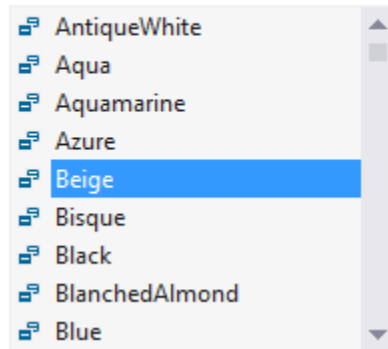 AntiqueWhite
Aqua
Aquamarine
Azure
Beige
Bisque
Black
BlanchedAlmond
Blue